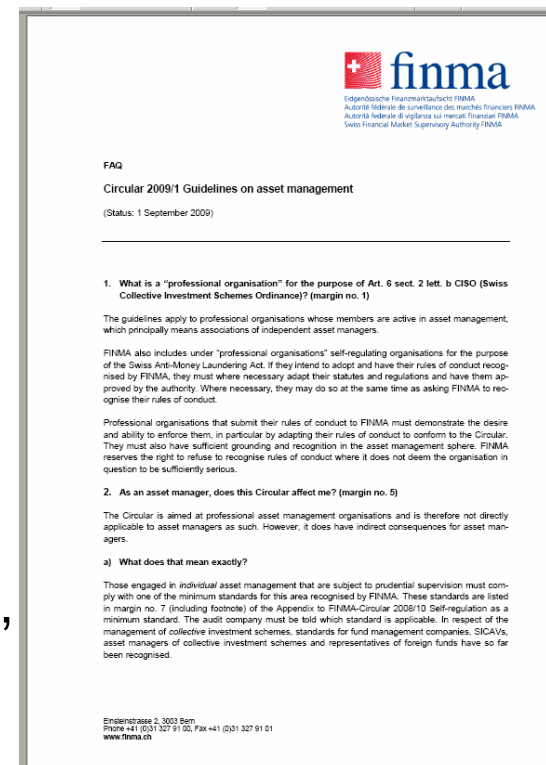 finma
Eidgenössische Finanzmarktaufsicht FINMA
Autorité fédérale de surveillance des marchés financiers FINMA
Autorità federale di vigilanza sui mercati finanziari FINMA
Swiss Financial Market Supervisory Authority FINMA
FAQ
Circular 2009/1 Guidelines on asset management
(Status: 1 September 2009)
1. What is a “professional organisation” for the purpose of Art. 6 sect. 2 lett. b CISO (Swiss
Collective Investment Schemes Ordinance)? (margin no. 1)
The guidelines apply to professional organisations whose members are active in asset management,
which principally means associations of independent asset managers.
FINMA also includes under “professional organisations” self-regulating organisations for the purpose
of the Swiss Anti-Money Laundering Act. If they intend to adopt and have their rules of conduct recog-
nised by FINMA, they must where necessary adapt their statutes and regulations and have them ap-
proved by the authority. Where necessary, they may do so at the same time as asking FINMA to rec-
ognise their rules of conduct.
Professional organisations that submit their rules of conduct to FINMA must demonstrate the desire
and ability to enforce them, in particular by adapting their rules of conduct to conform to the Circular.
They must also have sufficient grounding and recognition in the asset management sphere. FINMA
reserves the right to refuse to recognise rules of conduct where it does not deem the organisation in
question to be sufficiently serious.
2. As an asset manager, does this Circular affect me? (margin no. 5)
The Circular is aimed at professional asset management organisations and is therefore not directly
applicable to asset managers as such. However, it does have indirect consequences for asset man-
agers.
a) What does that mean exactly?
Those engaged in individual asset management that are subject to prudential supervision must com-
ply with one of the minimum standards for this area recognised by FINMA. These standards are listed
in margin no. 7 (including footnote) of the Appendix to FINMA-Circular 2008/10 Self-regulation as a
minimum standard. The audit company must be told which standard is applicable. In respect of the
,
management of collective investment schemes, standards for fund management companies, SICAVs,
asset managers of collective investment schemes and representatives of foreign funds have so far
been recognised.
Einsteinstrasse 2, 3003 Bern
Phone +41 (0)31 327 91 00, Fax +41 (0)31 327 91 01
www.finma.ch